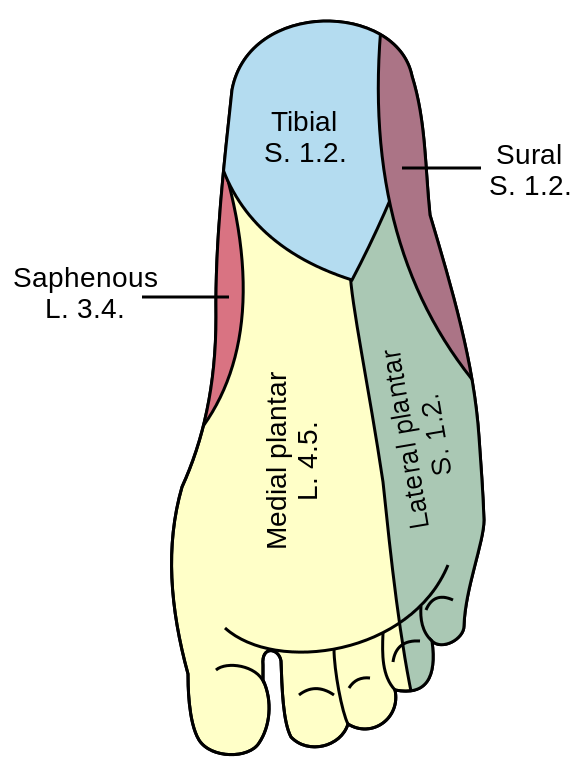 Tibial
S. 1.2.
Sural
S. 1.2.
Saphenous
L. 3.4.
Medial plantar
L. 4.5.
Lateral plantar
S. 1.2.